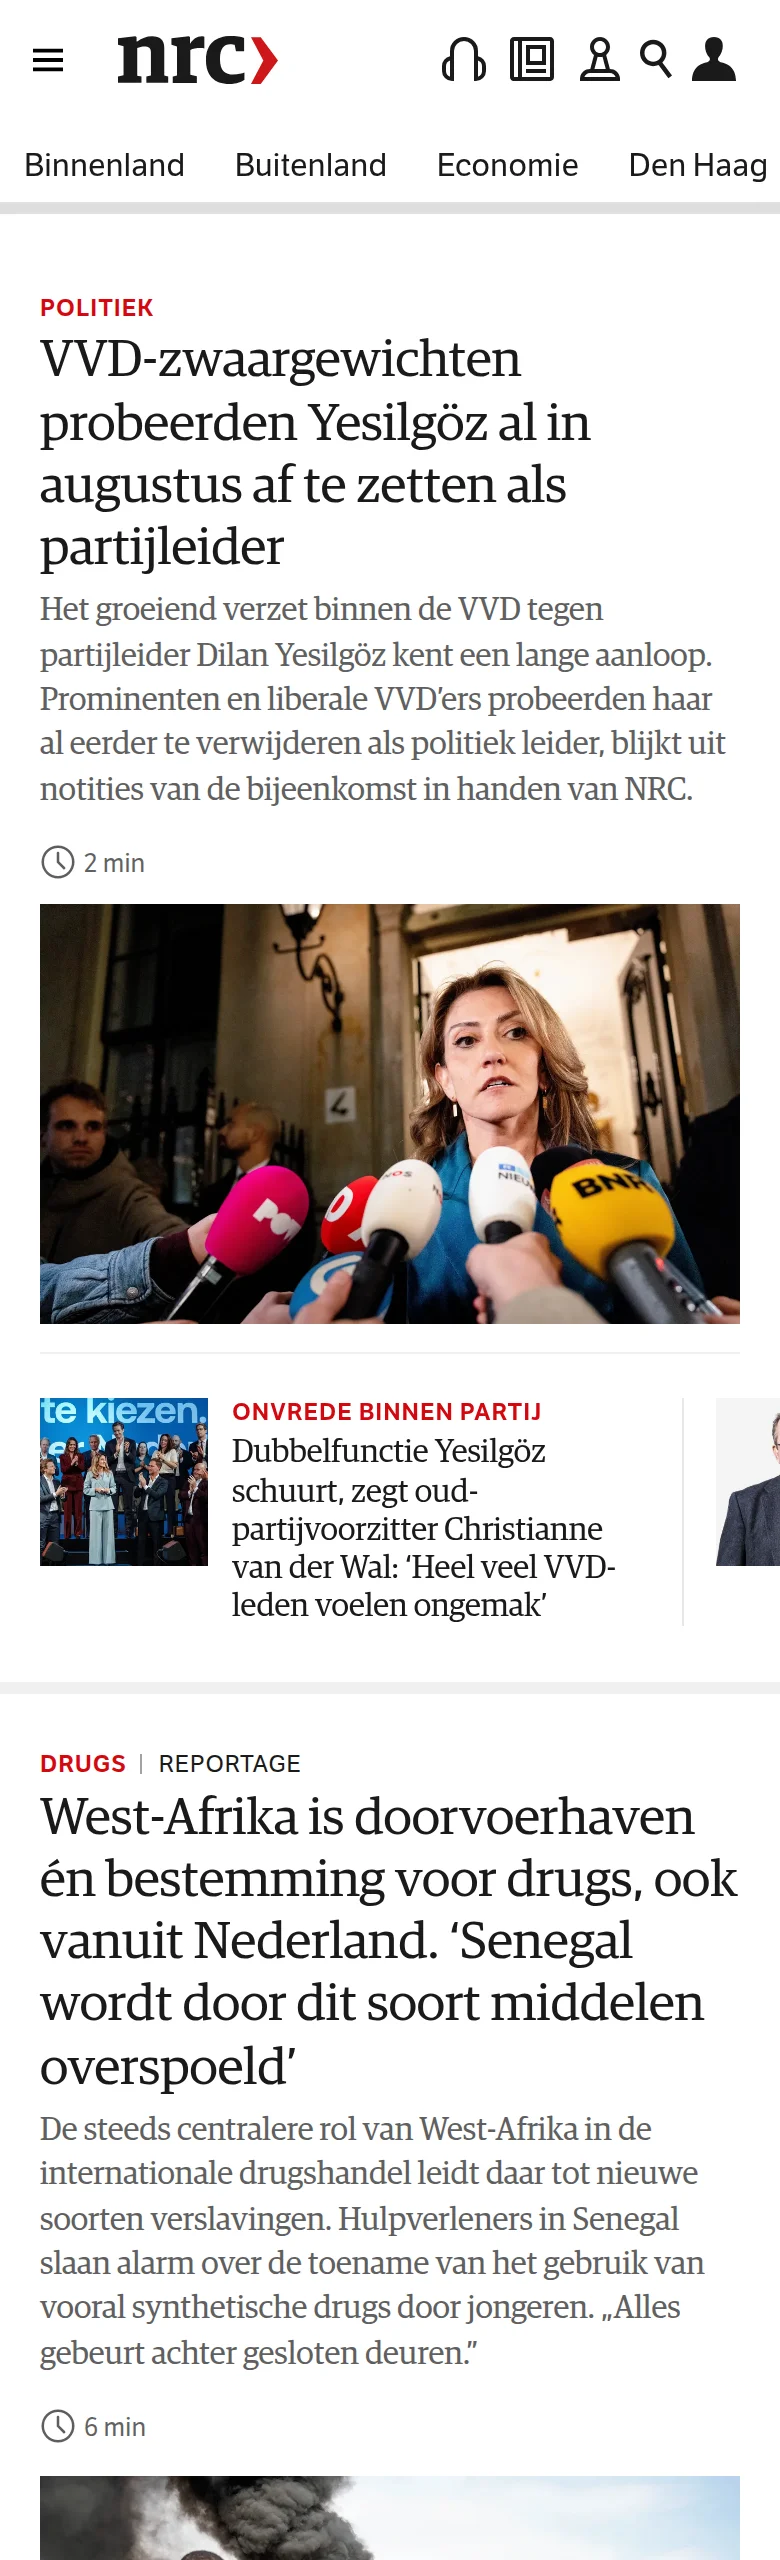 nrc
Binnenland Buitenland Economie Den Haag
POLITIEK
VVD-zwaargewichten
probeerden Yesilgöz al in
augustus af te zetten als
partijleider
Het groeiend verzet binnen de VVD tegen
partijleider Dilan Yesilgöz kent een lange aanloop.
Prominenten en liberale VVD’ers probeerden haar
al eerder te verwijderen als politiek leider, blijkt uit
notities van de bijeenkomst in handen van NRC.
2 min
4
NOS
BNR
te kiezen.
ONVREDE BINNEN PARTIJ
Dubbelfunctie Yesilgöz
schuurt, zegt oud-
partijvoorzitter Christianne
van der Wal: ‘Heel veel VVD-
leden voelen ongemak’
DRUGS | REPORTAGE
West-Afrika is doorvoerhaven
én bestemming voor drugs, ook
vanuit Nederland. ‘Senegal
wordt door dit soort middelen
overspoeld’
De steeds centralere rol van West-Afrika in de
internationale drugshandel leidt daar tot nieuwe
soorten verslavingen. Hulpverleners in Senegal
slaan alarm over de toename van het gebruik van
vooral synthetische drugs door jongeren. „Alles
gebeurt achter gesloten deuren.”
6 min